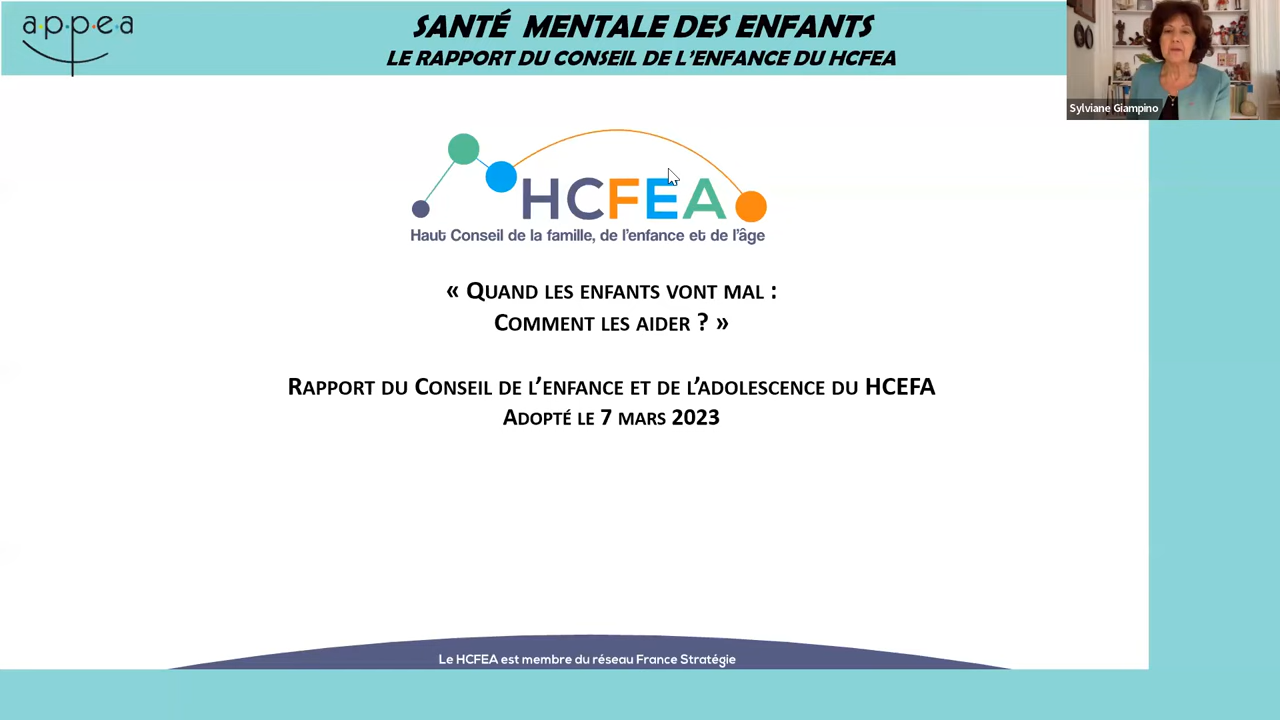 a·p·p·e·a
SANTÉ MENTALE DES ENFANTS
LE RAPPORT DU CONSEIL DE L'ENFANCE DU HCFEA
Sylviane Giampino
HCFEA
Haut Conseil de la famille, de l'enfance et de l'âge
« QUAND LES ENFANTS VONT MAL :
COMMENT LES AIDER ? »
RAPPORT DU CONSEIL DE L'ENFANCE ET DE L'ADOLESCENCE DU HCEFA
ADOPTÉ LE 7 MARS 2023
Le HCFEA est membre du réseau France Stratégie